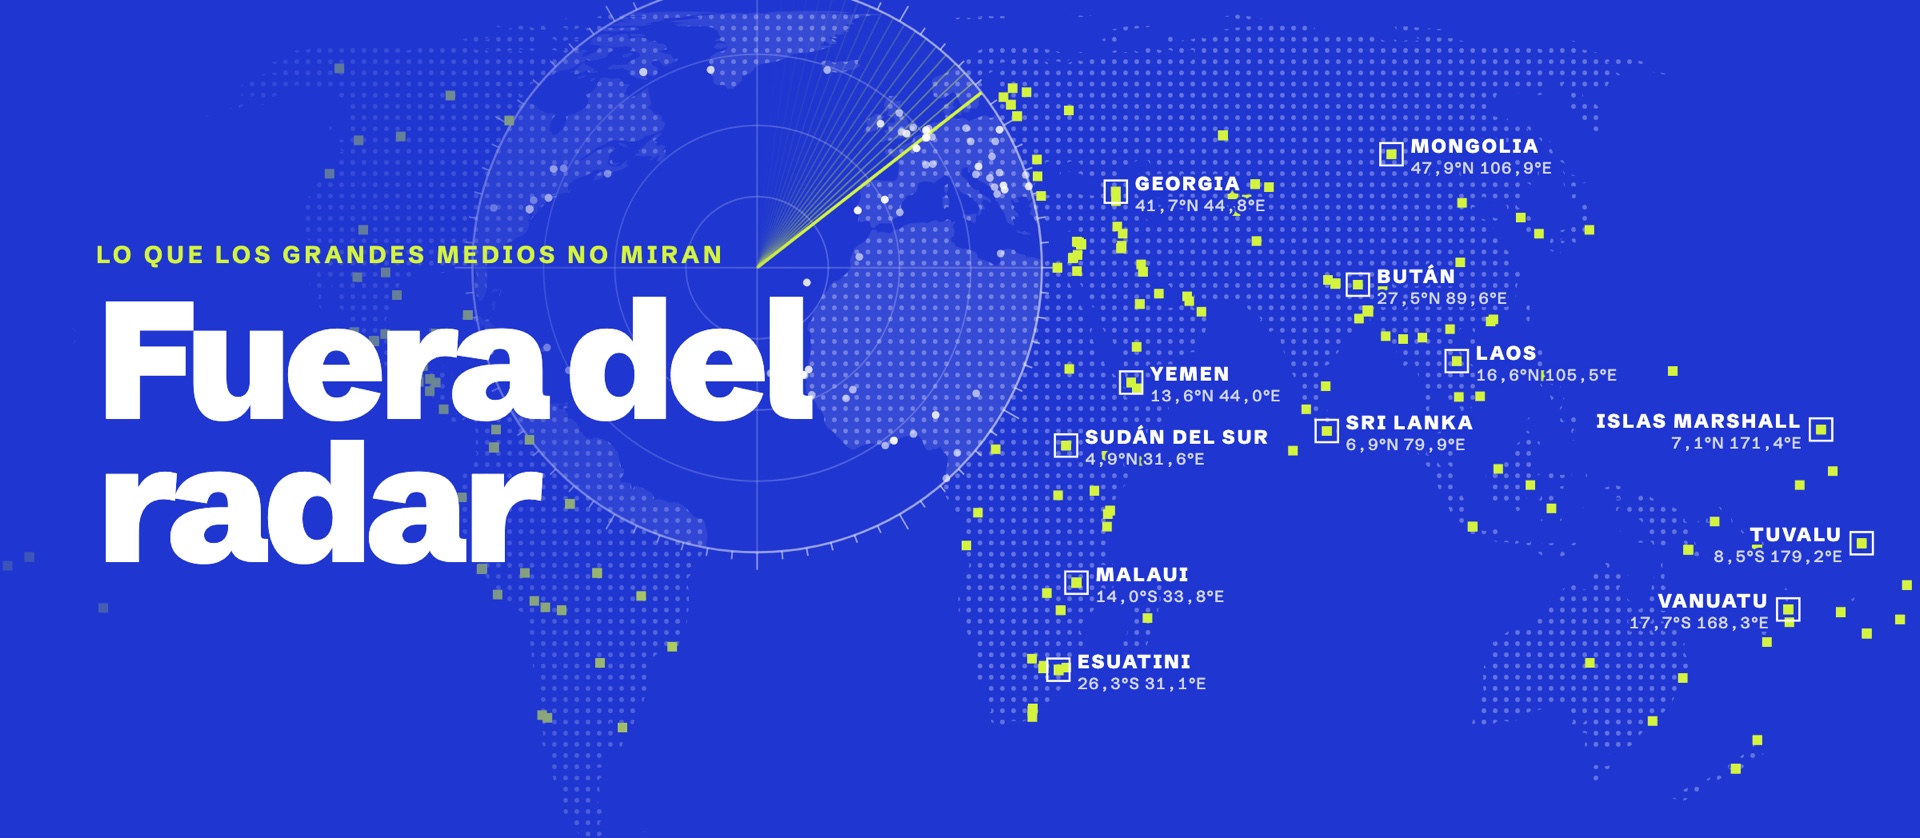 LO QUE LOS GRANDES MEDIOS NO MIRAN
Fuera del
radar
MONGOLIA
47,9°N 106,9°E
GEORGIA
41,7°N 44,8°E
BUTÁN
27,5°N 89,6°E
LAOS
16,6°N 105,5°E
YEMEN
13,6°N 44,0°E
SRI LANKA
6,9°N 79,9°E
ISLAS MARSHALL
7,1°N 171,4°E
SUDÁN DEL SUR
4,9°N 31,6°E
TUVALU
8,5°S 179,2°E
MALAUI
14,0°S 33,8°E
VANUATU
17,7°S 168,3°E
ESUATINI
26,3°S 31,1°E